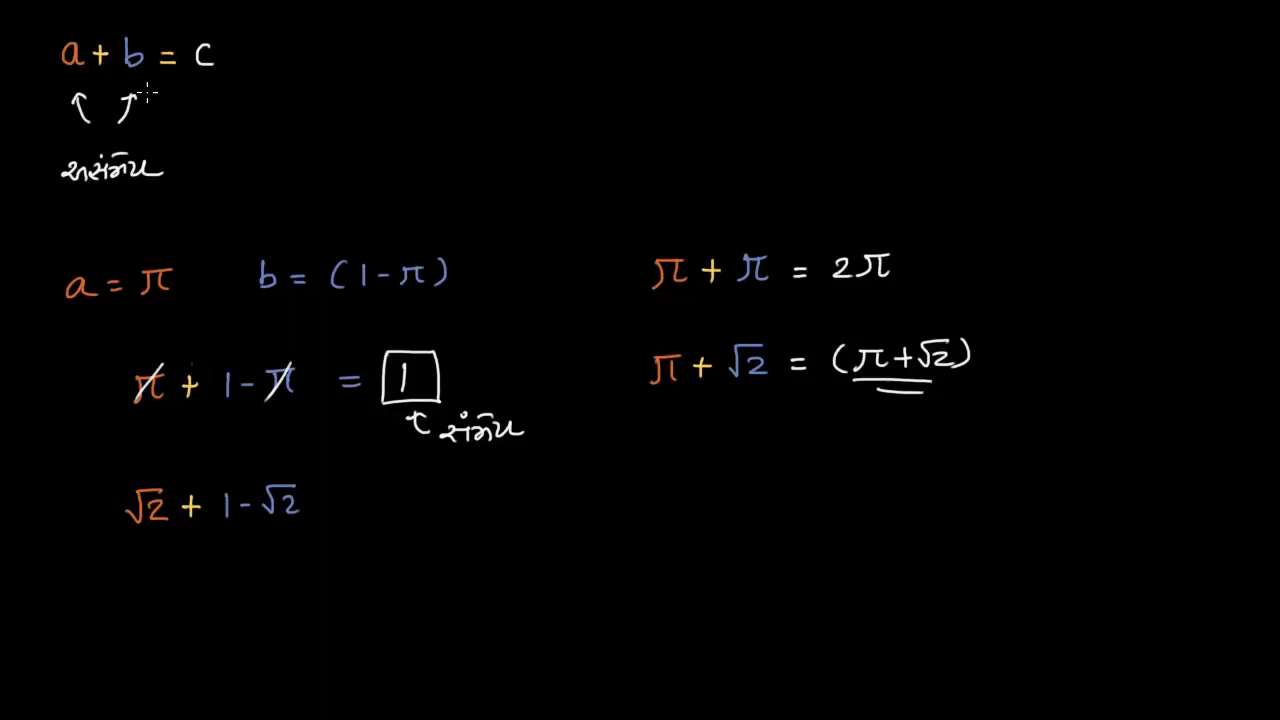 a + b = c
અસંમેય
a = π b = (1 - π)
π + 1 - π = 1
સંમેય
√2 + 1 - √2
π + π = 2π
π + √2 = (π + √2)